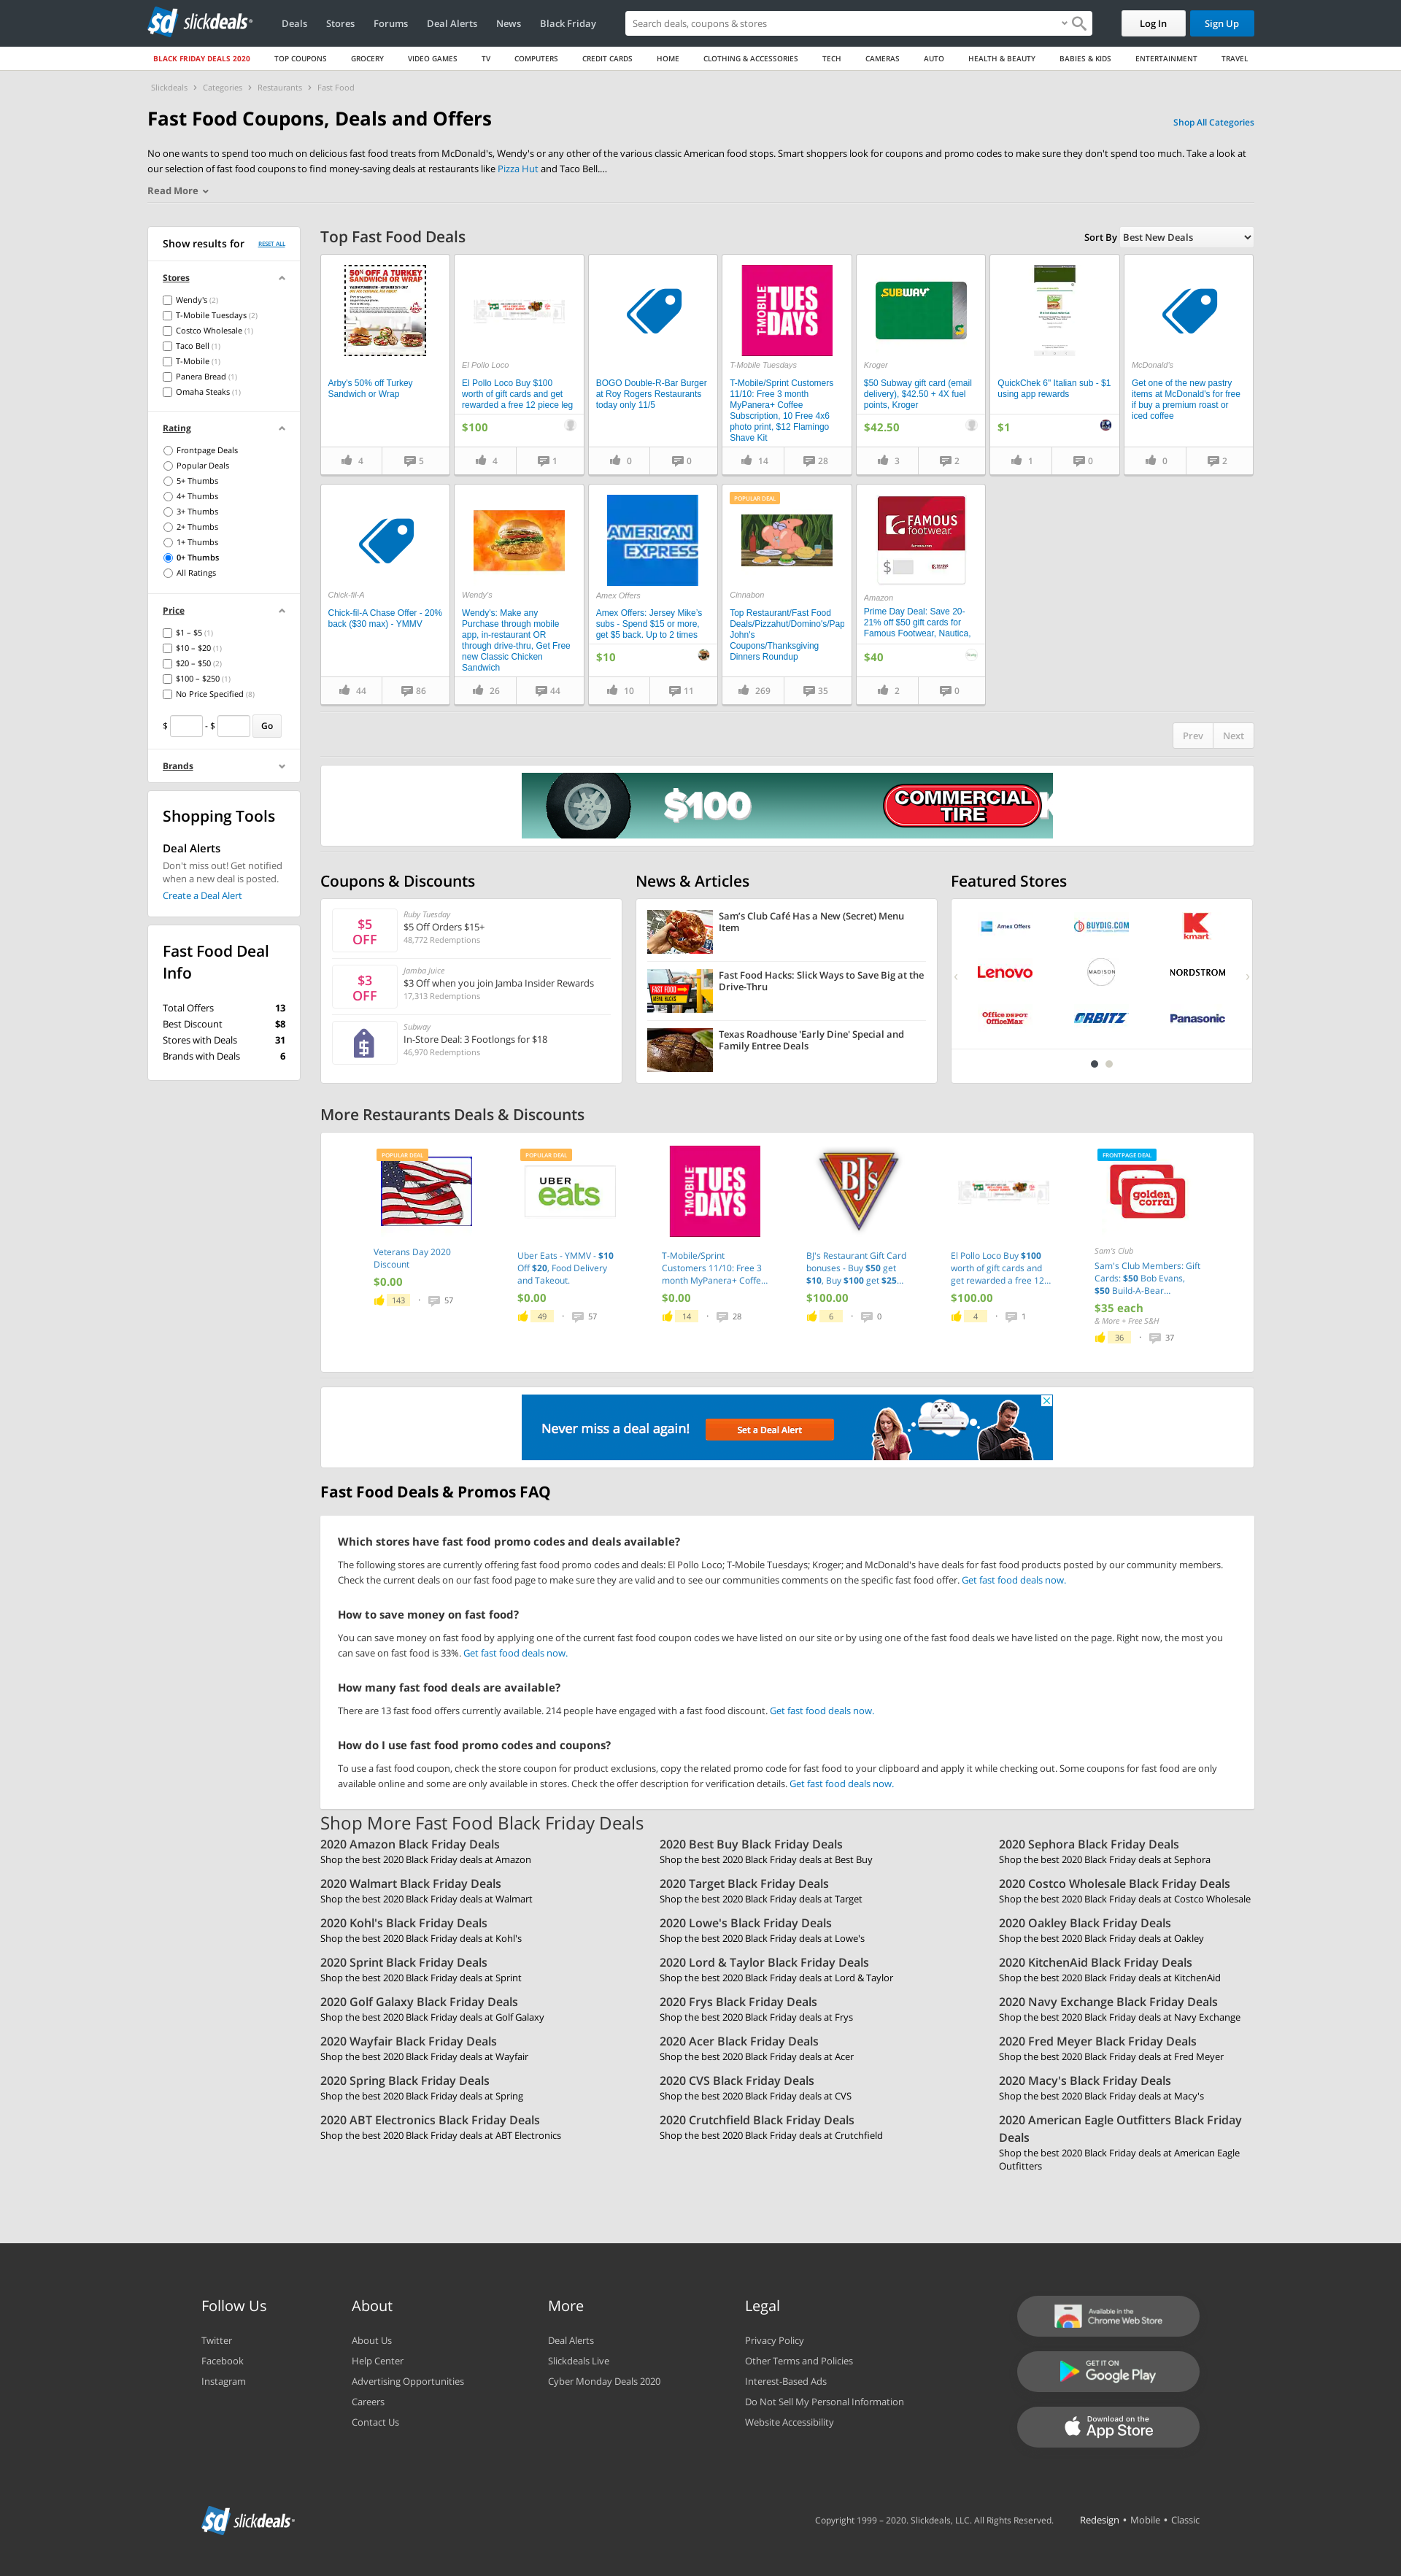 sd slickdeals
Deals Stores Forums Deal Alerts News Black Friday
Search deals, coupons & stores
Log In Sign Up
BLACK FRIDAY DEALS 2020 TOP COUPONS GROCERY VIDEO GAMES TV COMPUTERS CREDIT CARDS HOME CLOTHING & ACCESSORIES TECH CAMERAS AUTO HEALTH & BEAUTY BABIES & KIDS ENTERTAINMENT TRAVEL
Slickdeals › Categories › Restaurants › Fast Food
Fast Food Coupons, Deals and Offers
Shop All Categories
No one wants to spend too much on delicious fast food treats from McDonald's, Wendy's or any other of the various classic American food stops. Smart shoppers look for coupons and promo codes to make sure they don't spend too much. Take a look at
our selection of fast food coupons to find money-saving deals at restaurants like Pizza Hut and Taco Bell....
Read More
Show results for RESET ALL
Stores
Wendy's (2)
T-Mobile Tuesdays (2)
Costco Wholesale (1)
Taco Bell (1)
T-Mobile (1)
Panera Bread (1)
Omaha Steaks (1)
Rating
Frontpage Deals
Popular Deals
5+ Thumbs
4+ Thumbs
3+ Thumbs
2+ Thumbs
1+ Thumbs
0+ Thumbs
All Ratings
Price
$1 – $5 (1)
$10 – $20 (1)
$20 – $50 (2)
$100 – $250 (1)
No Price Specified (8)
$ - $ Go
Brands
Shopping Tools
Deal Alerts
Don't miss out! Get notified
when a new deal is posted.
Create a Deal Alert
Fast Food Deal
Info
Total Offers 13
Best Discount $8
Stores with Deals 31
Brands with Deals 6
Top Fast Food Deals
Sort By Best New Deals
50% OFF A TURKEY
SANDWICH OR WRAP
Arby's 50% off Turkey
Sandwich or Wrap
4 5
El Pollo Loco
El Pollo Loco Buy $100
worth of gift cards and get
rewarded a free 12 piece leg
$100
4 1
BOGO Double-R-Bar Burger
at Roy Rogers Restaurants
today only 11/5
0 0
T-MOBILE
TUES
DAYS
T-Mobile Tuesdays
T-Mobile/Sprint Customers
11/10: Free 3 month
MyPanera+ Coffee
Subscription, 10 Free 4x6
photo print, $12 Flamingo
Shave Kit
14 28
SUBWAY
Kroger
$50 Subway gift card (email
delivery), $42.50 + 4X fuel
points, Kroger
$42.50
3 2
QuickChek 6" Italian sub - $1
using app rewards
$1
1 0
McDonald's
Get one of the new pastry
items at McDonald's for free
if buy a premium roast or
iced coffee
0 2
Chick-fil-A
Chick-fil-A Chase Offer - 20%
back ($30 max) - YMMV
44 86
Wendy's
Wendy's: Make any
Purchase through mobile
app, in-restaurant OR
through drive-thru, Get Free
new Classic Chicken
Sandwich
26 44
AMERICAN
EXPRESS
Amex Offers
Amex Offers: Jersey Mike's
subs - Spend $15 or more,
get $5 back. Up to 2 times
$10
10 11
POPULAR DEAL
Cinnabon
Top Restaurant/Fast Food
Deals/Pizzahut/Domino's/Pap
John's
Coupons/Thanksgiving
Dinners Roundup
269 35
FAMOUS
footwear
$
Amazon
Prime Day Deal: Save 20-
21% off $50 gift cards for
Famous Footwear, Nautica,
$40
2 0
Prev Next
$100
COMMERCIAL
TIRE
Coupons & Discounts
$5
OFF
Ruby Tuesday
$5 Off Orders $15+
48,772 Redemptions
$3
OFF
Jamba Juice
$3 Off when you join Jamba Insider Rewards
17,313 Redemptions
$
Subway
In-Store Deal: 3 Footlongs for $18
46,970 Redemptions
News & Articles
Sam's Club Café Has a New (Secret) Menu
Item
FAST FOOD
MENU HACKS
Fast Food Hacks: Slick Ways to Save Big at the
Drive-Thru
Texas Roadhouse 'Early Dine' Special and
Family Entree Deals
Featured Stores
Amex Offers BUYDIG.COM K kmart
Lenovo MADISON NORDSTROM
Office DEPOT OfficeMax ORBITZ Panasonic
More Restaurants Deals & Discounts
POPULAR DEAL
Veterans Day 2020
Discount
$0.00
143 · 57
POPULAR DEAL
UBER
eats
Uber Eats - YMMV - $10
Off $20, Food Delivery
and Takeout.
$0.00
49 · 57
T-MOBILE
TUES
DAYS
T-Mobile/Sprint
Customers 11/10: Free 3
month MyPanera+ Coffe...
$0.00
14 · 28
BJ's
BJ's Restaurant Gift Card
bonuses - Buy $50 get
$10, Buy $100 get $25...
$100.00
6 · 0
El Pollo Loco Buy $100
worth of gift cards and
get rewarded a free 12...
$100.00
4 · 1
FRONTPAGE DEAL
golden
corral
Sam's Club
Sam's Club Members: Gift
Cards: $50 Bob Evans,
$50 Build-A-Bear...
$35 each
& More + Free S&H
36 · 37
Never miss a deal again! Set a Deal Alert
Fast Food Deals & Promos FAQ
Which stores have fast food promo codes and deals available?
The following stores are currently offering fast food promo codes and deals: El Pollo Loco; T-Mobile Tuesdays; Kroger; and McDonald's have deals for fast food products posted by our community members.
Check the current deals on our fast food page to make sure they are valid and to see our communities comments on the specific fast food offer. Get fast food deals now.
How to save money on fast food?
You can save money on fast food by applying one of the current fast food coupon codes we have listed on our site or by using one of the fast food deals we have listed on the page. Right now, the most you
can save on fast food is 33%. Get fast food deals now.
How many fast food deals are available?
There are 13 fast food offers currently available. 214 people have engaged with a fast food discount. Get fast food deals now.
How do I use fast food promo codes and coupons?
To use a fast food coupon, check the store coupon for product exclusions, copy the related promo code for fast food to your clipboard and apply it while checking out. Some coupons for fast food are only
available online and some are only available in stores. Check the offer description for verification details. Get fast food deals now.
Shop More Fast Food Black Friday Deals
2020 Amazon Black Friday Deals
Shop the best 2020 Black Friday deals at Amazon
2020 Best Buy Black Friday Deals
Shop the best 2020 Black Friday deals at Best Buy
2020 Sephora Black Friday Deals
Shop the best 2020 Black Friday deals at Sephora
2020 Walmart Black Friday Deals
Shop the best 2020 Black Friday deals at Walmart
2020 Target Black Friday Deals
Shop the best 2020 Black Friday deals at Target
2020 Costco Wholesale Black Friday Deals
Shop the best 2020 Black Friday deals at Costco Wholesale
2020 Kohl's Black Friday Deals
Shop the best 2020 Black Friday deals at Kohl's
2020 Lowe's Black Friday Deals
Shop the best 2020 Black Friday deals at Lowe's
2020 Oakley Black Friday Deals
Shop the best 2020 Black Friday deals at Oakley
2020 Sprint Black Friday Deals
Shop the best 2020 Black Friday deals at Sprint
2020 Lord & Taylor Black Friday Deals
Shop the best 2020 Black Friday deals at Lord & Taylor
2020 KitchenAid Black Friday Deals
Shop the best 2020 Black Friday deals at KitchenAid
2020 Golf Galaxy Black Friday Deals
Shop the best 2020 Black Friday deals at Golf Galaxy
2020 Frys Black Friday Deals
Shop the best 2020 Black Friday deals at Frys
2020 Navy Exchange Black Friday Deals
Shop the best 2020 Black Friday deals at Navy Exchange
2020 Wayfair Black Friday Deals
Shop the best 2020 Black Friday deals at Wayfair
2020 Acer Black Friday Deals
Shop the best 2020 Black Friday deals at Acer
2020 Fred Meyer Black Friday Deals
Shop the best 2020 Black Friday deals at Fred Meyer
2020 Spring Black Friday Deals
Shop the best 2020 Black Friday deals at Spring
2020 CVS Black Friday Deals
Shop the best 2020 Black Friday deals at CVS
2020 Macy's Black Friday Deals
Shop the best 2020 Black Friday deals at Macy's
2020 ABT Electronics Black Friday Deals
Shop the best 2020 Black Friday deals at ABT Electronics
2020 Crutchfield Black Friday Deals
Shop the best 2020 Black Friday deals at Crutchfield
2020 American Eagle Outfitters Black Friday
Deals
Shop the best 2020 Black Friday deals at American Eagle
Outfitters
Follow Us
Twitter
Facebook
Instagram
About
About Us
Help Center
Advertising Opportunities
Careers
Contact Us
More
Deal Alerts
Slickdeals Live
Cyber Monday Deals 2020
Legal
Privacy Policy
Other Terms and Policies
Interest-Based Ads
Do Not Sell My Personal Information
Website Accessibility
Available in the
Chrome Web Store
GET IT ON
Google Play
Download on the
App Store
sd slickdeals
Copyright 1999 – 2020. Slickdeals, LLC. All Rights Reserved. Redesign • Mobile • Classic